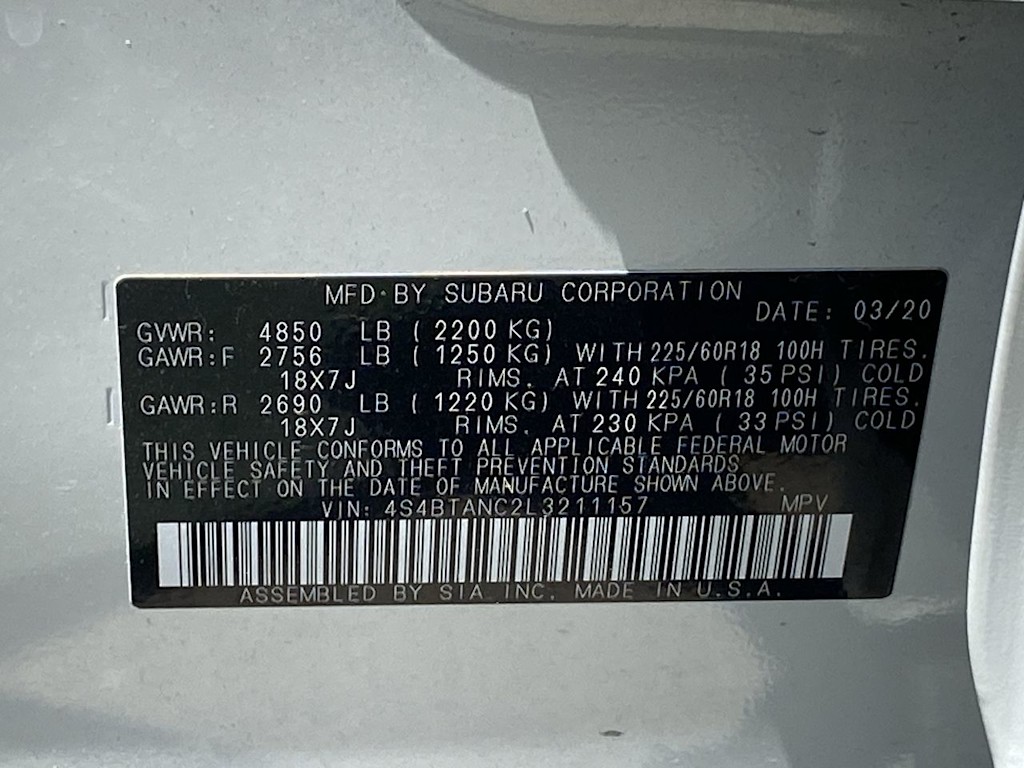 MFD BY SUBARU CORPORATION
DATE: 03/20
GVWR: 4850 LB ( 2200 KG)
GAWR:F 2756 LB ( 1250 KG) WITH 225/60R18 100H TIRES.
18X7J RIMS. AT 240 KPA ( 35 PSI) COLD
GAWR:R 2690 LB ( 1220 KG) WITH 225/60R18 100H TIRES.
18X7J RIMS. AT 230 KPA ( 33 PSI) COLD
THIS VEHICLE CONFORMS TO ALL APPLICABLE FEDERAL MOTOR
VEHICLE SAFETY AND THEFT PREVENTION STANDARDS
IN EFFECT ON THE DATE OF MANUFACTURE SHOWN ABOVE.
VIN: 4S4BTANC2L3211157 MPV
ASSEMBLED BY SIA INC. MADE IN U.S.A.